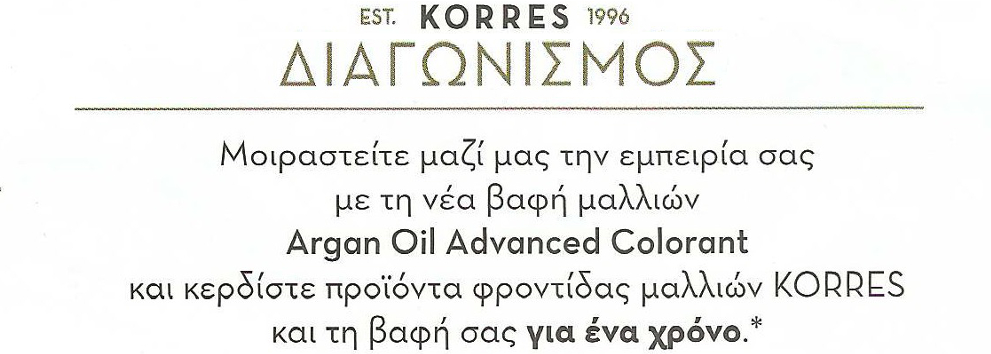 EST. KORRES 1996
ΔΙΑΓΩΝΙΣΜΟΣ
Μοιραστείτε μαζί μας την εμπειρία σας
με τη νέα βαφή μαλλιών
Argan Oil Advanced Colorant
και κερδίστε προϊόντα φροντίδας μαλλιών KORRES
και τη βαφή σας για ένα χρόνο.*